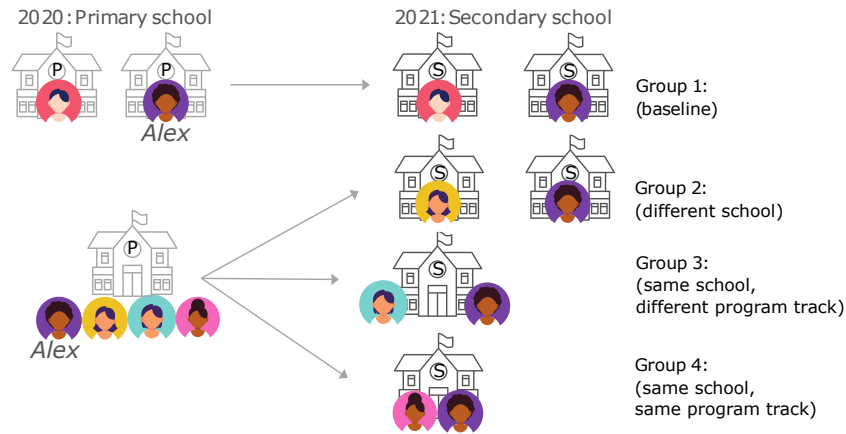 2020: Primary school
2021: Secondary school
P
P
Alex
S
S
Group 1:
(baseline)
S
S
Group 2:
(different school)
P
Alex
S
Group 3:
(same school,
different program track)
S
Group 4:
(same school,
same program track)